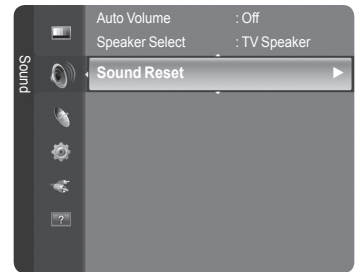 Sound
Auto Volume : Off
Speaker Select : TV Speaker
Sound Reset
?